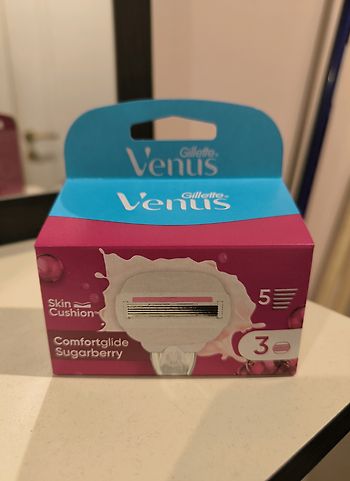 Gillette
Venus
Gillette
Venus
Skin
Cushion
5
Comfortglide
Sugarberry
3